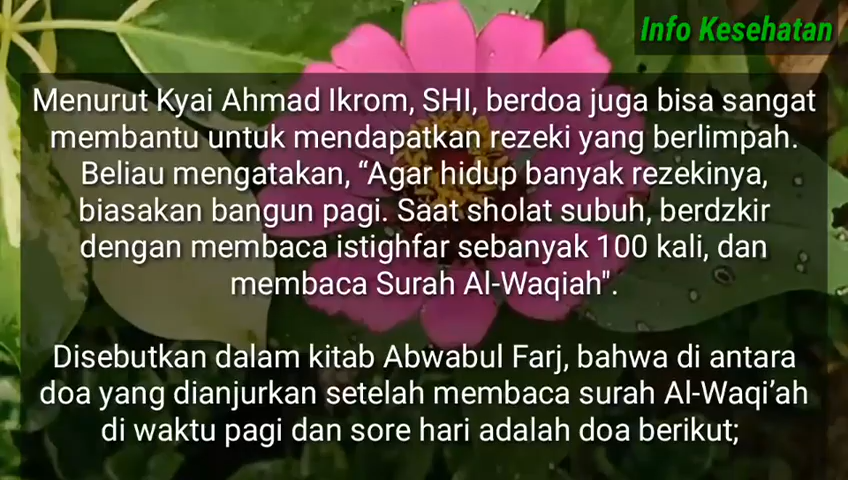 Info Kesehatan
Menurut Kyai Ahmad Ikrom, SHI, berdoa juga bisa sangat
membantu untuk mendapatkan rezeki yang berlimpah.
Beliau mengatakan, “Agar hidup banyak rezekinya,
biasakan bangun pagi. Saat sholat subuh, berdzkir
dengan membaca istighfar sebanyak 100 kali, dan
membaca Surah Al-Waqiah".
Disebutkan dalam kitab Abwabul Farj, bahwa di antara
doa yang dianjurkan setelah membaca surah Al-Waqi’ah
di waktu pagi dan sore hari adalah doa berikut;